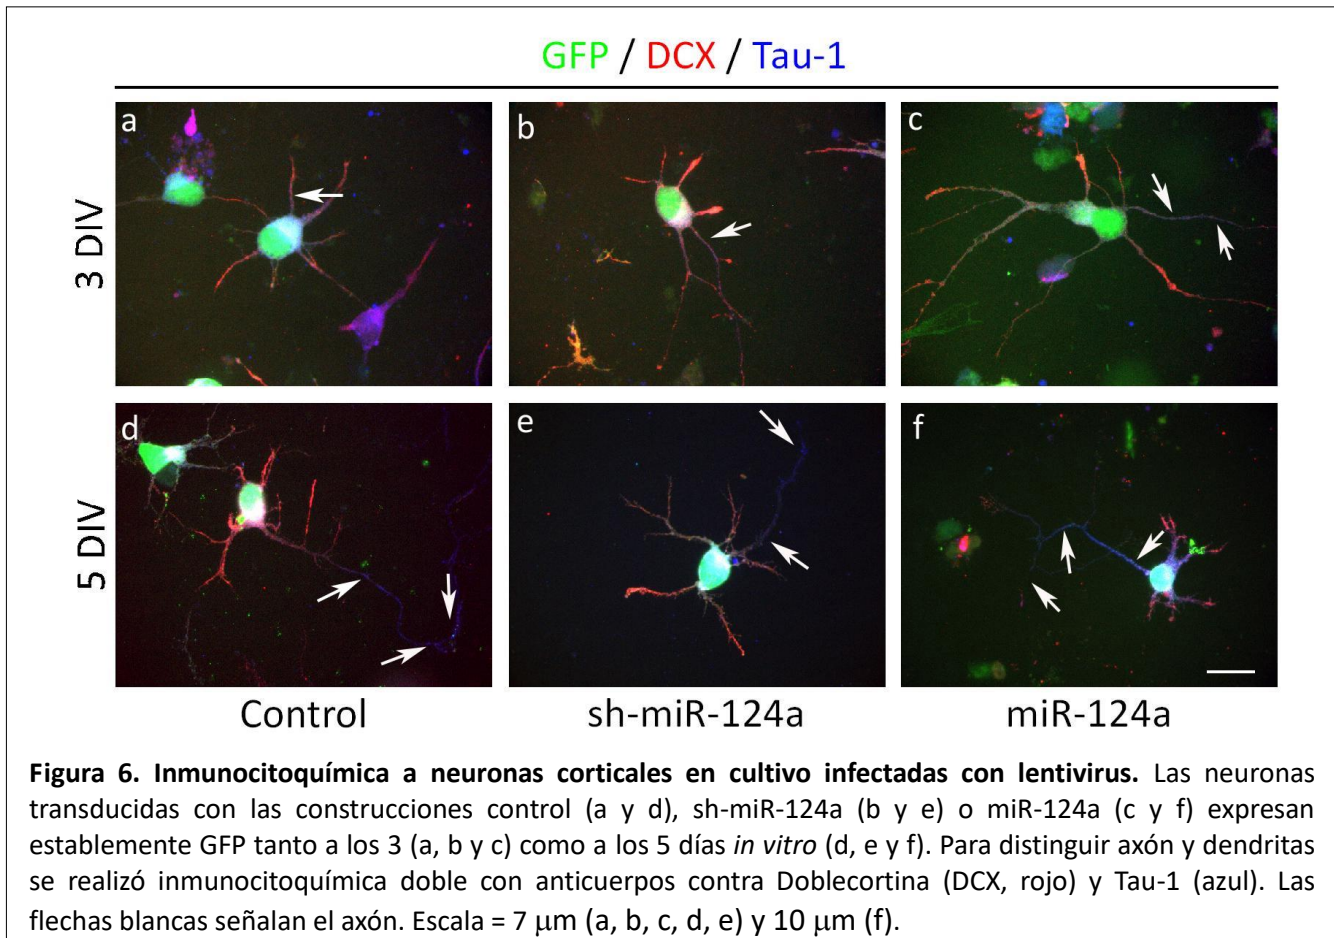 GFP / DCX / Tau-1
a
b
c
3 DIV
d
e
f
5 DIV
Control
sh-miR-124a
miR-124a
Figura 6. Inmunocitoquímica a neuronas corticales en cultivo infectadas con lentivirus. Las neuronas
transducidas con las construcciones control (a y d), sh-miR-124a (b y e) o miR-124a (c y f) expresan
establemente GFP tanto a los 3 (a, b y c) como a los 5 días in vitro (d, e y f). Para distinguir axón y dendritas
se realizó inmunocitoquímica doble con anticuerpos contra Doblecortina (DCX, rojo) y Tau-1 (azul). Las
flechas blancas señalan el axón. Escala = 7 μm (a, b, c, d, e) y 10 μm (f).